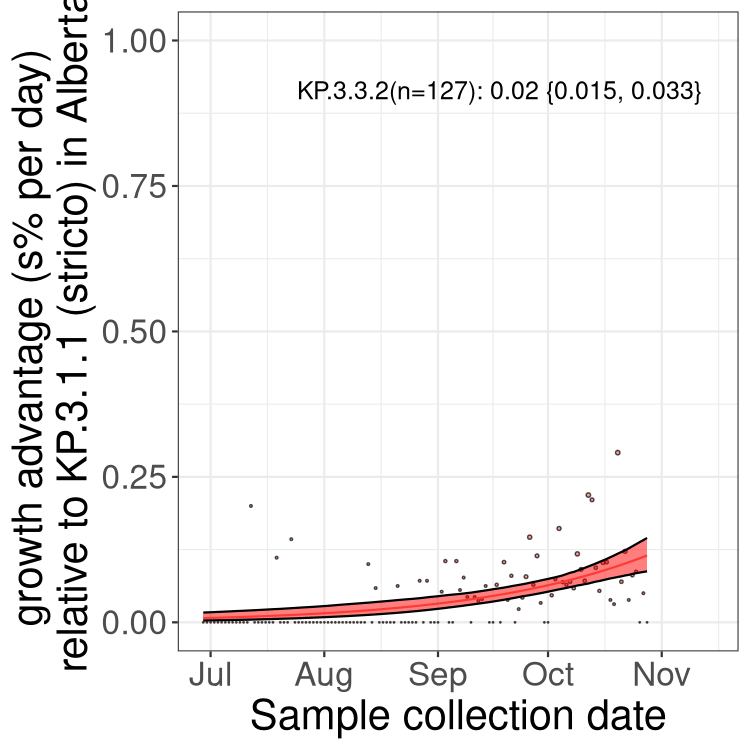 growth advantage (s% per day)
relative to KP.3.1.1 (stricto) in Alberta
1.00
0.75
0.50
0.25
0.00
KP.3.3.2(n=127): 0.02 {0.015, 0.033}
Jul Aug Sep Oct Nov
Sample collection date